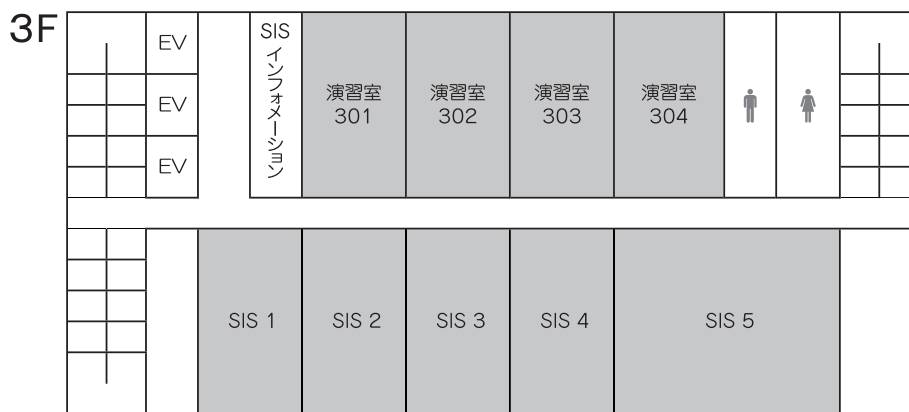 3F
EV
EV
EV
SIS
インフォメーション
演習室
301
演習室
302
演習室
303
演習室
304
SIS 1
SIS 2
SIS 3
SIS 4
SIS 5